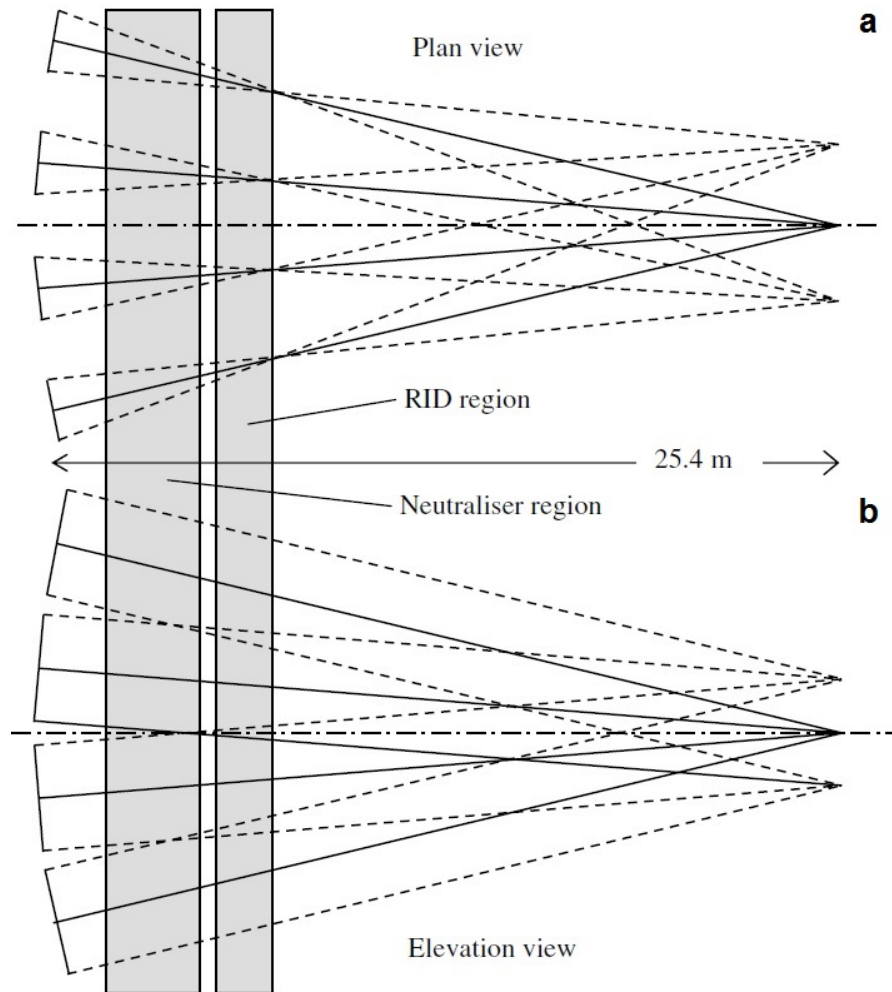 a
Plan view
RID region
25.4 m
Neutraliser region
b
Elevation view